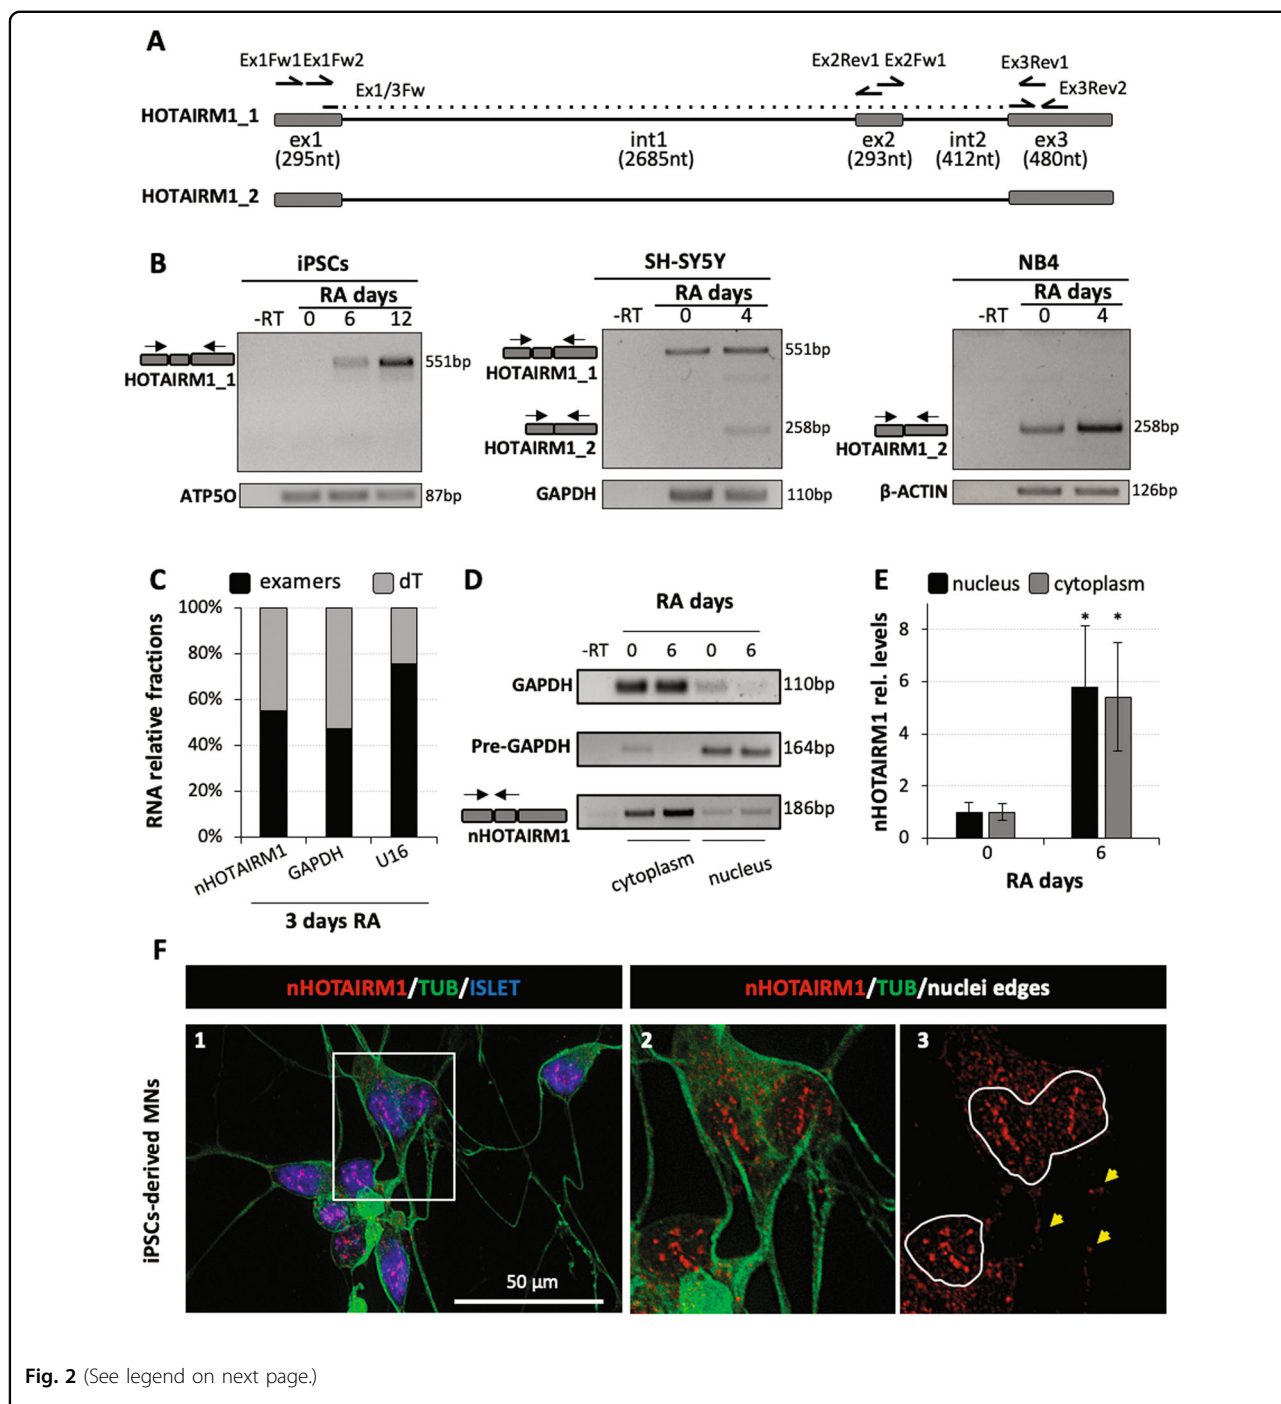 A
Ex1Fw1 Ex1Fw2
Ex1/3Fw
Ex2Rev1 Ex2Fw1
Ex3Rev1
Ex3Rev2
HOTAIRM1_1
ex1
(295nt)
int1
(2685nt)
ex2
(293nt)
int2
(412nt)
ex3
(480nt)
HOTAIRM1_2
B
iPSCs
RA days
-RT 0 6 12
HOTAIRM1_1
551bp
ATP5O
87bp
SH-SY5Y
RA days
-RT 0 4
HOTAIRM1_1
551bp
HOTAIRM1_2
258bp
GAPDH
110bp
NB4
RA days
-RT 0 4
HOTAIRM1_2
258bp
β-ACTIN
126bp
C
examers dT
RNA relative fractions
100%
80%
60%
40%
20%
0%
nHOTAIRM1 GAPDH U16
3 days RA
D
RA days
-RT 0 6 0 6
GAPDH
110bp
Pre-GAPDH
164bp
nHOTAIRM1
186bp
cytoplasm nucleus
E
nucleus cytoplasm
nHOTAIRM1 rel. levels
8
6
4
2
0
* *
0 6
RA days
F
nHOTAIRM1/TUB/ISLET
nHOTAIRM1/TUB/nuclei edges
iPSCs-derived MNs
1
50 µm
2
3
Fig. 2 (See legend on next page.)